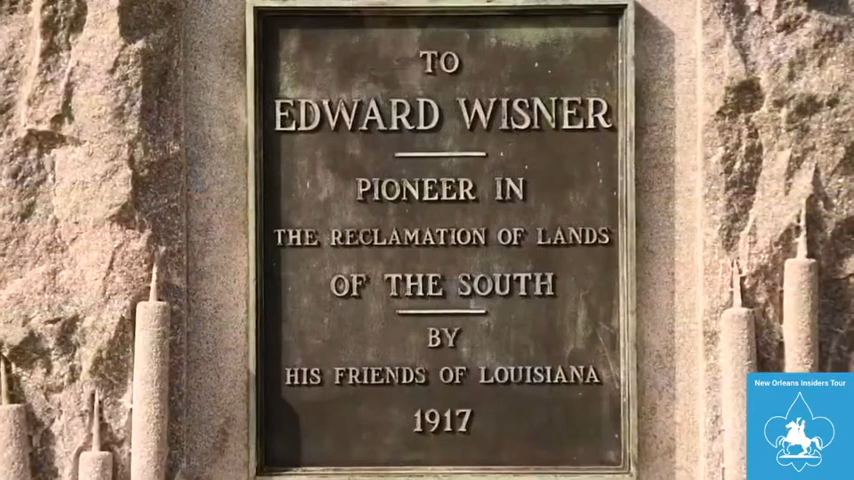 TO
EDWARD WISNER
PIONEER IN
THE RECLAMATION OF LANDS
OF THE SOUTH
BY
HIS FRIENDS OF LOUISIANA
1917
New Orleans Insiders Tour